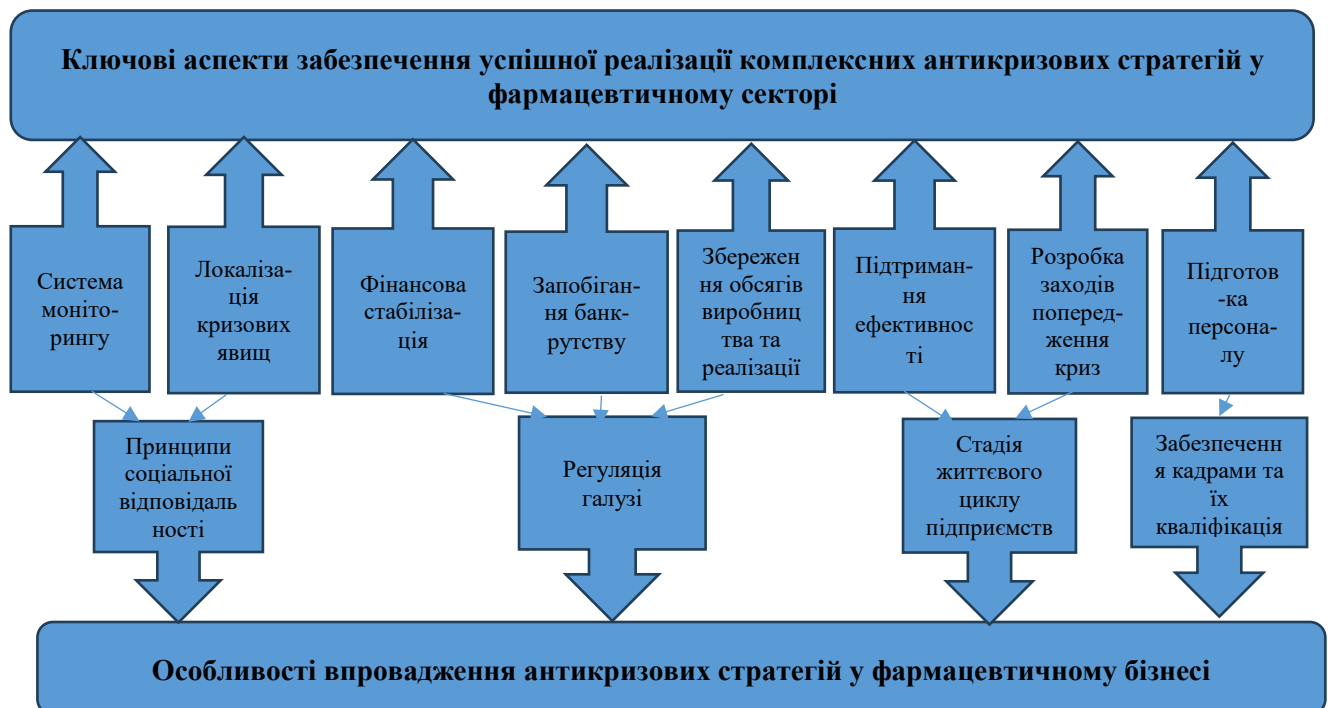 Ключові аспекти забезпечення успішної реалізації комплексних антикризових стратегій у
фармацевтичному секторі
Система
моніто-
рингу
Локаліза-
ція
кризових
явищ
Фінансова
стабіліза-
ція
Запобіган-
ня банк-
рутству
Збережен
ня обсягів
виробниц
тва та
реалізації
Підтриман-
ня
ефективнос
ті
Розробка
заходів
поперед-
ження
криз
Підготов
-ка
персона-
лу
Принципи
соціальної
відповідаль
ності
Регуляція
галузі
Стадія
життєвого
циклу
підприємств
Забезпеченн
я кадрами та
їх
кваліфікація
Особливості впровадження антикризових стратегій у фармацевтичному бізнесі